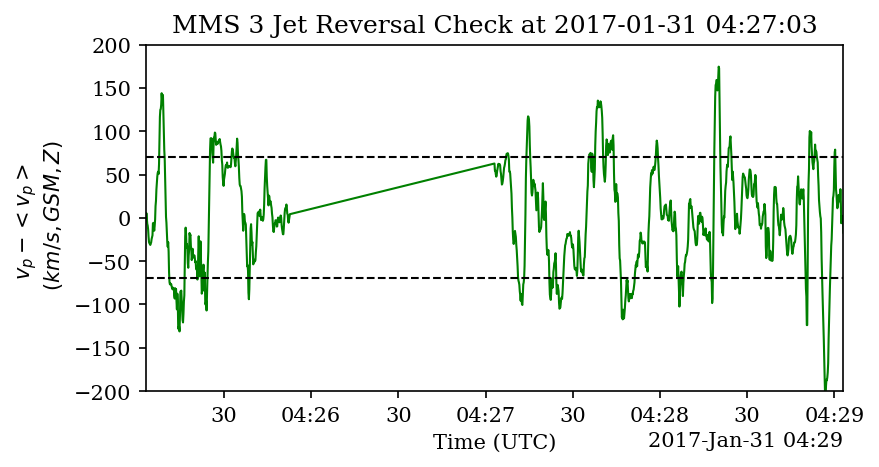 MMS 3 Jet Reversal Check at 2017-01-31 04:27:03
200
150
100
50
0
−50
−100
−150
−200
v_p − < v_p >
(km/s, GSM, Z)
30 04:26 30 04:27 30 04:28 30 04:29
Time (UTC)
2017-Jan-31 04:29